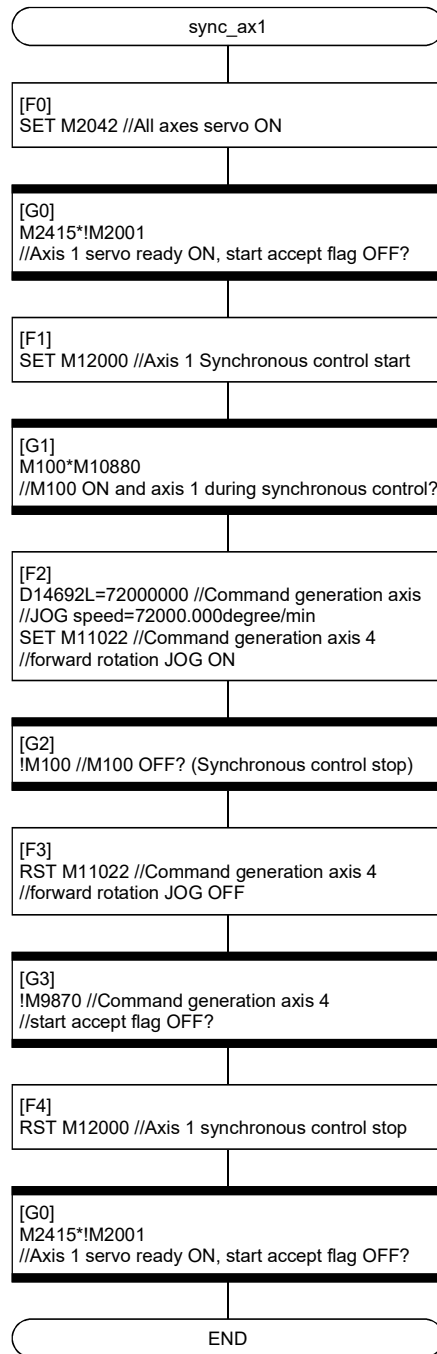 sync_ax1
[F0]
SET M2042 //All axes servo ON
[G0]
M2415*!M2001
//Axis 1 servo ready ON, start accept flag OFF?
[F1]
SET M12000 //Axis 1 Synchronous control start
[G1]
M100*M10880
//M100 ON and axis 1 during synchronous control?
[F2]
D14692L=72000000 //Command generation axis
//JOG speed=72000.000degree/min
SET M11022 //Command generation axis 4
//forward rotation JOG ON
[G2]
!M100 //M100 OFF? (Synchronous control stop)
[F3]
RST M11022 //Command generation axis 4
//forward rotation JOG OFF
[G3]
!M9870 //Command generation axis 4
//start accept flag OFF?
[F4]
RST M12000 //Axis 1 synchronous control stop
[G0]
M2415*!M2001
//Axis 1 servo ready ON, start accept flag OFF?
END